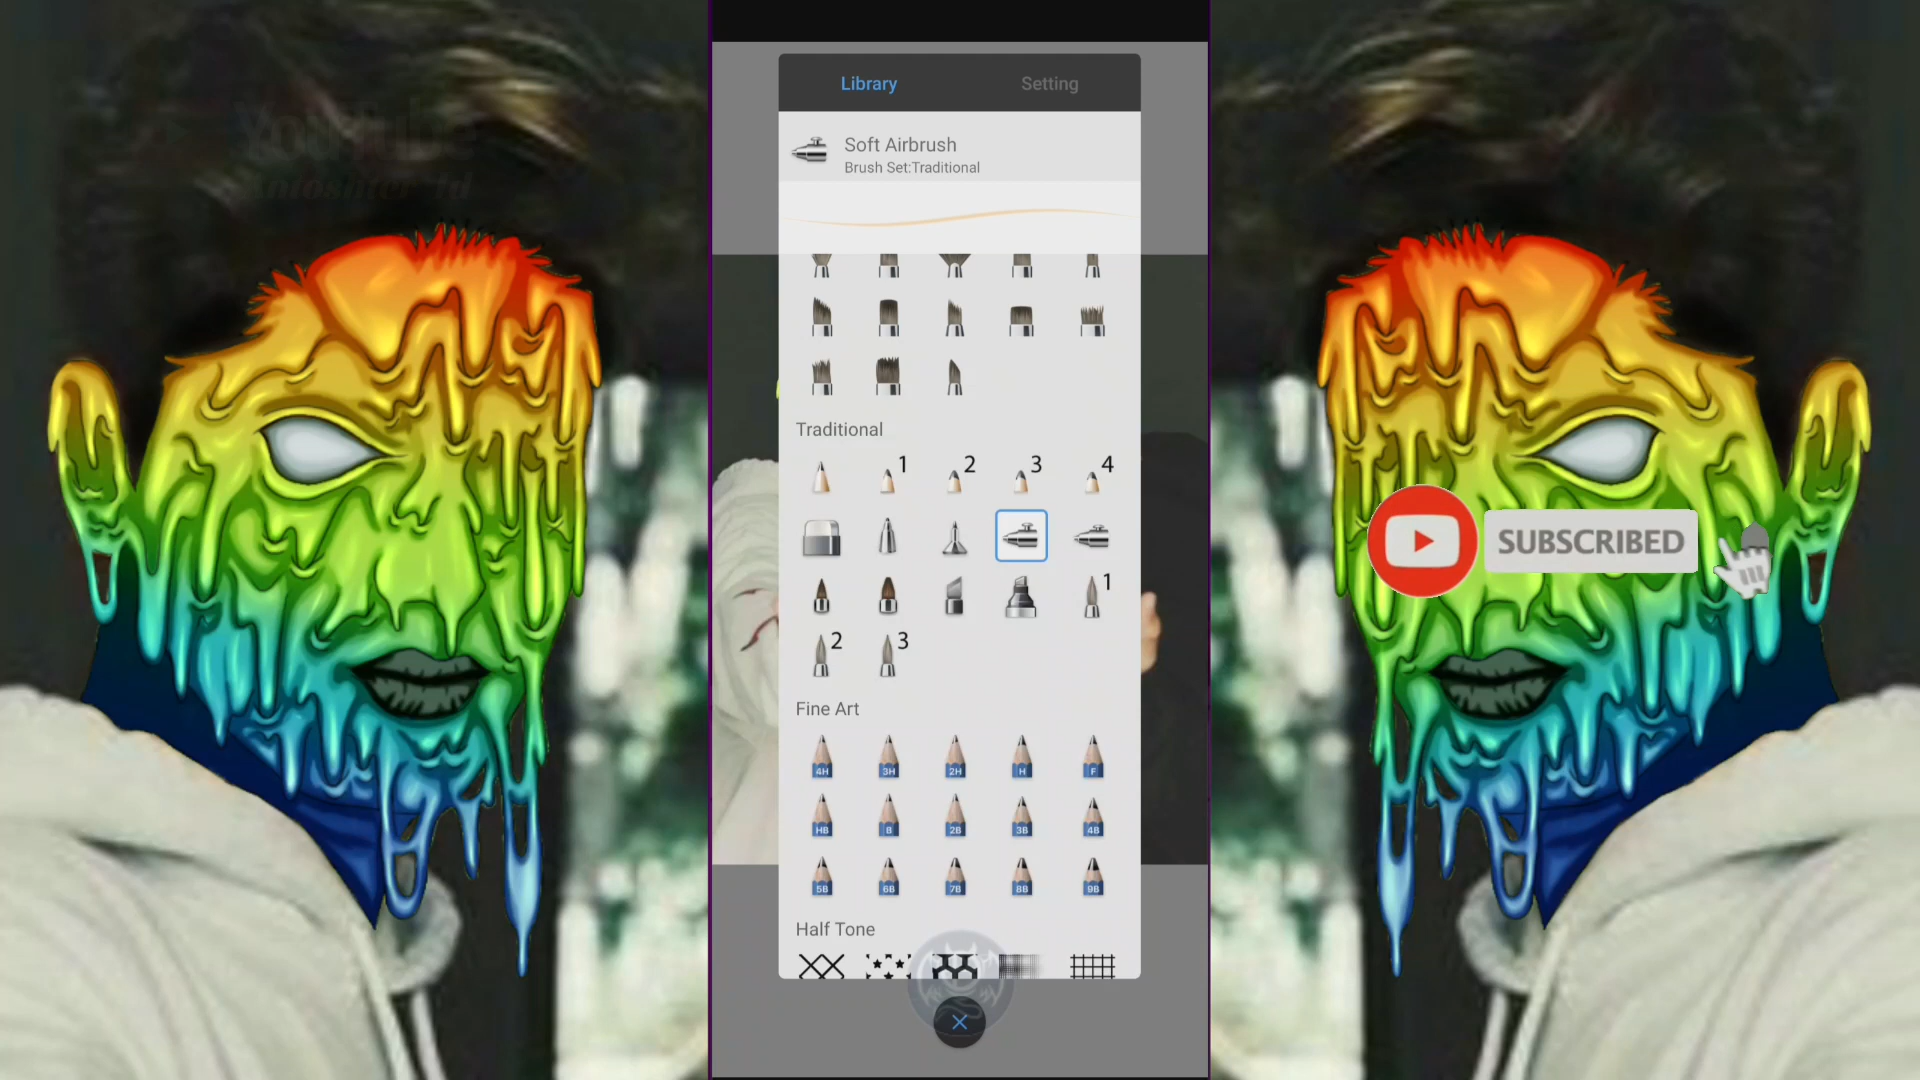 Library
Setting
Soft Airbrush
Brush Set:Traditional
Traditional
1
2
3
4
1
2
3
Fine Art
4H
3H
2H
H
F
HB
B
2B
3B
4B
5B
6B
7B
8B
9B
Half Tone
SUBSCRIBED